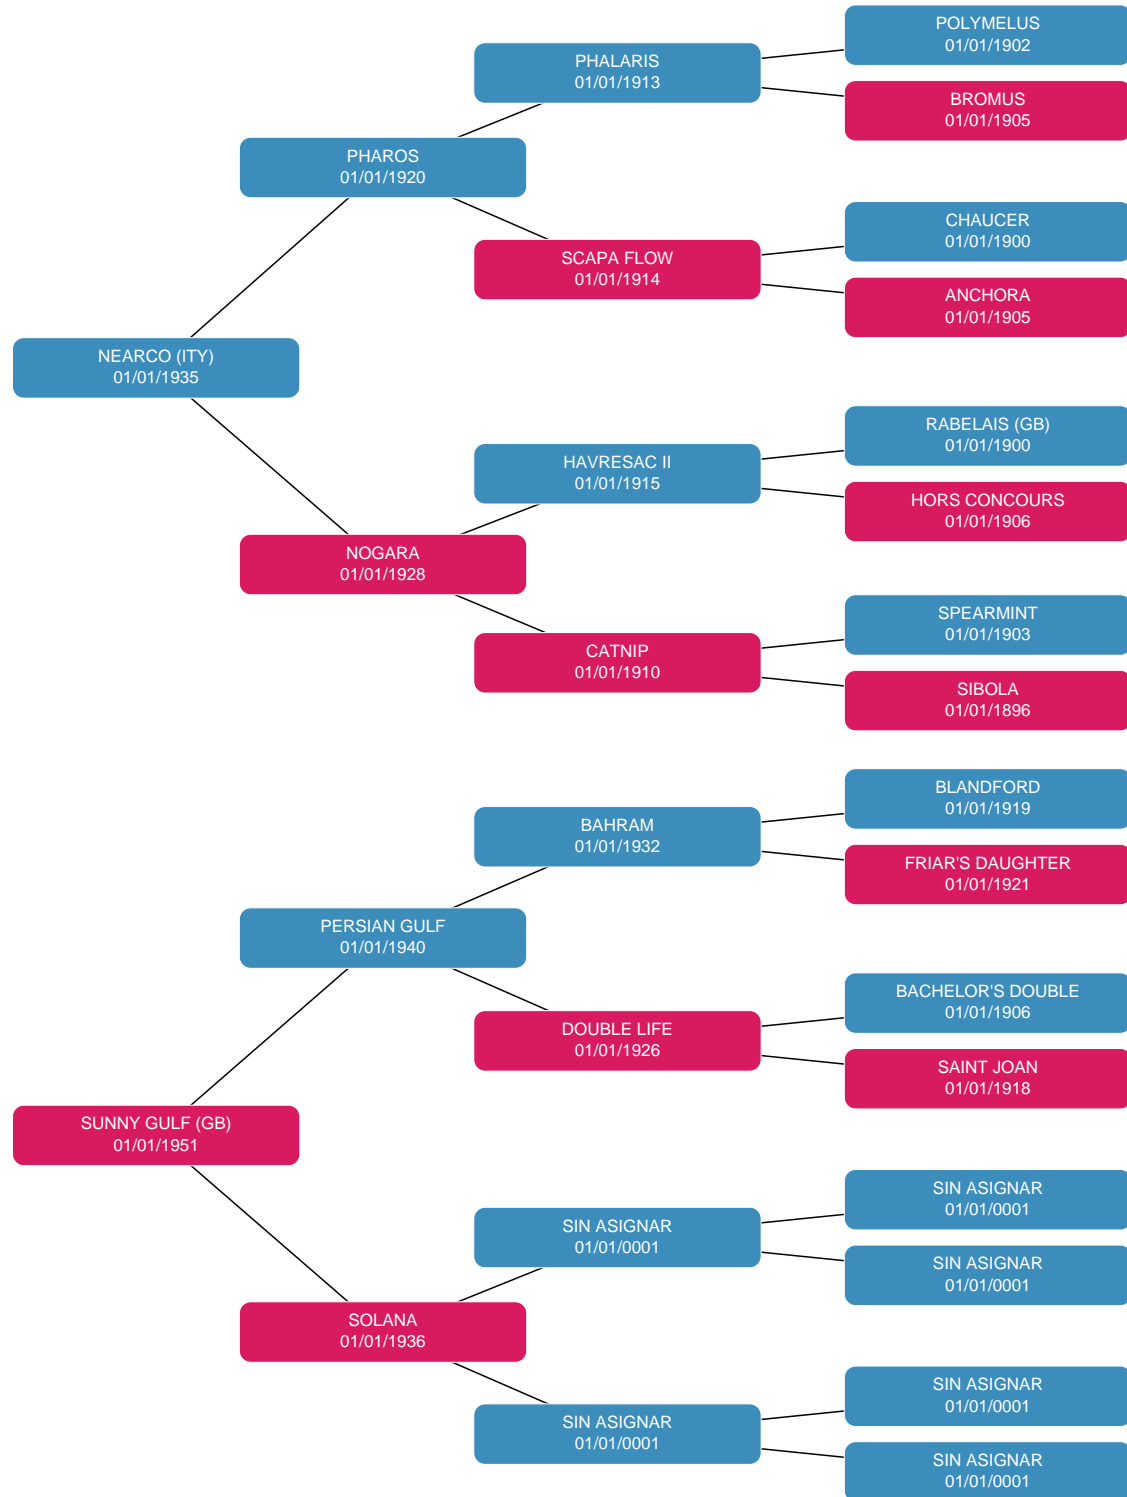 POLYMELUS
01/01/1902
PHALARIS
01/01/1913
BROMUS
01/01/1905
PHAROS
01/01/1920
CHAUCER
01/01/1900
SCAPA FLOW
01/01/1914
ANCHORA
01/01/1905
NEARCO (ITY)
01/01/1935
RABELAIS (GB)
01/01/1900
HAVRESAC II
01/01/1915
HORS CONCOURS
01/01/1906
NOGARA
01/01/1928
SPEARMINT
01/01/1903
CATNIP
01/01/1910
SIBOLA
01/01/1896
BLANDFORD
01/01/1919
BAHRAM
01/01/1932
FRIAR'S DAUGHTER
01/01/1921
PERSIAN GULF
01/01/1940
BACHELOR'S DOUBLE
01/01/1906
DOUBLE LIFE
01/01/1926
SAINT JOAN
01/01/1918
SUNNY GULF (GB)
01/01/1951
SIN ASIGNAR
01/01/0001
SIN ASIGNAR
01/01/0001
SIN ASIGNAR
01/01/0001
SOLANA
01/01/1936
SIN ASIGNAR
01/01/0001
SIN ASIGNAR
01/01/0001
SIN ASIGNAR
01/01/0001